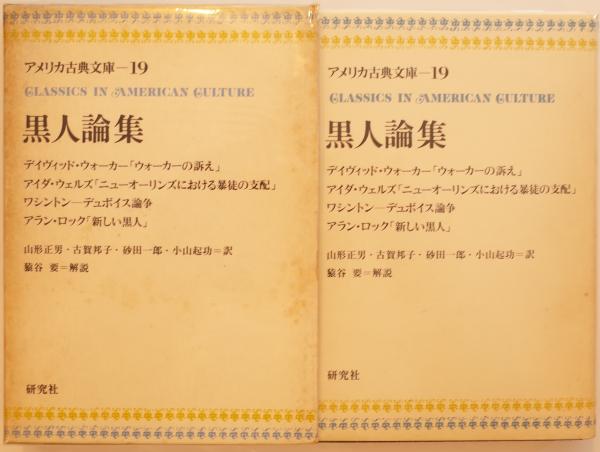 アメリカ古典文庫―19
CLASSICS IN AMERICAN CULTURE
黒人論集
デイヴィッド・ウォーカー「ウォーカーの訴え」
アイダ・ウェルズ「ニューオーリンズにおける暴徒の支配」
ワシントン―デュボイス論争
アラン・ロック「新しい黒人」
山形正男・古賀邦子・砂田一郎・小山起功＝訳
猿谷 要＝解説
研究社
アメリカ古典文庫―19
CLASSICS IN AMERICAN CULTURE
黒人論集
デイヴィッド・ウォーカー「ウォーカーの訴え」
アイダ・ウェルズ「ニューオーリンズにおける暴徒の支配」
ワシントン―デュボイス論争
アラン・ロック「新しい黒人」
山形正男・古賀邦子・砂田一郎・小山起功＝訳
猿谷 要＝解説
研究社